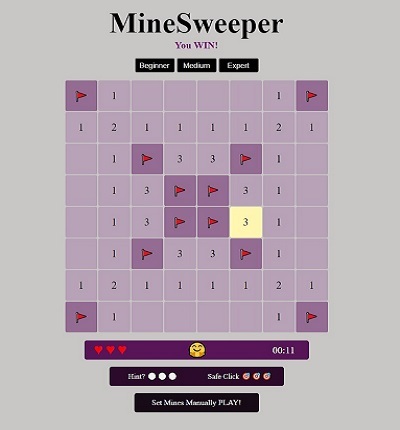 MineSweeper
You WIN!
Beginner Medium Expert
1 1
1 2 1 1 1 1 2 1
1 3 3 1
1 3 3 1
1 3 3 1
1 3 3 1
1 2 1 1 1 1 2 1
1 1
00:11
Hint? Safe Click
Set Mines Manually PLAY!